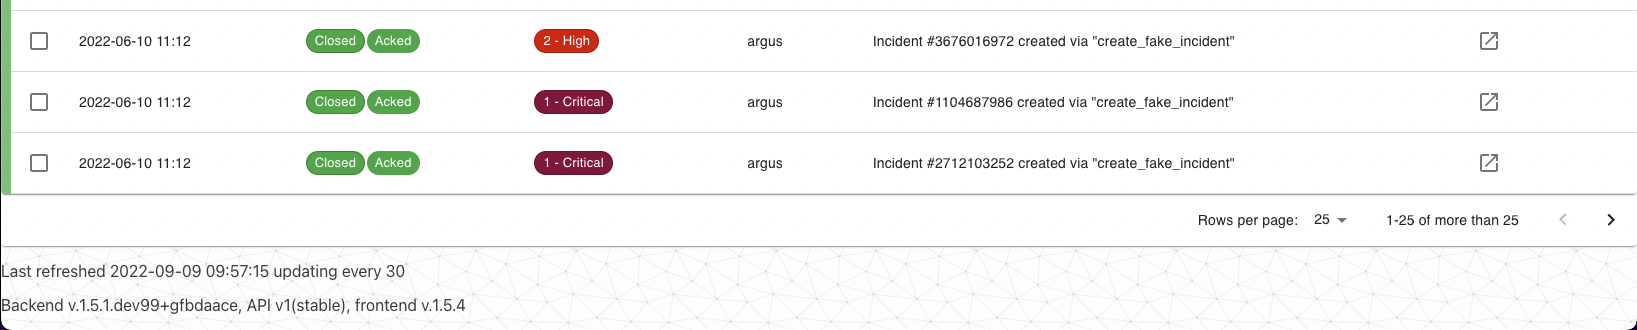 2022-06-10 11:12 Closed Acked 2 - High argus Incident #3676016972 created via "create_fake_incident"
2022-06-10 11:12 Closed Acked 1 - Critical argus Incident #1104687986 created via "create_fake_incident"
2022-06-10 11:12 Closed Acked 1 - Critical argus Incident #2712103252 created via "create_fake_incident"
Rows per page: 25 1-25 of more than 25
Last refreshed 2022-09-09 09:57:15 updating every 30
Backend v.1.5.1.dev99+gfbdaace, API v1(stable), frontend v.1.5.4